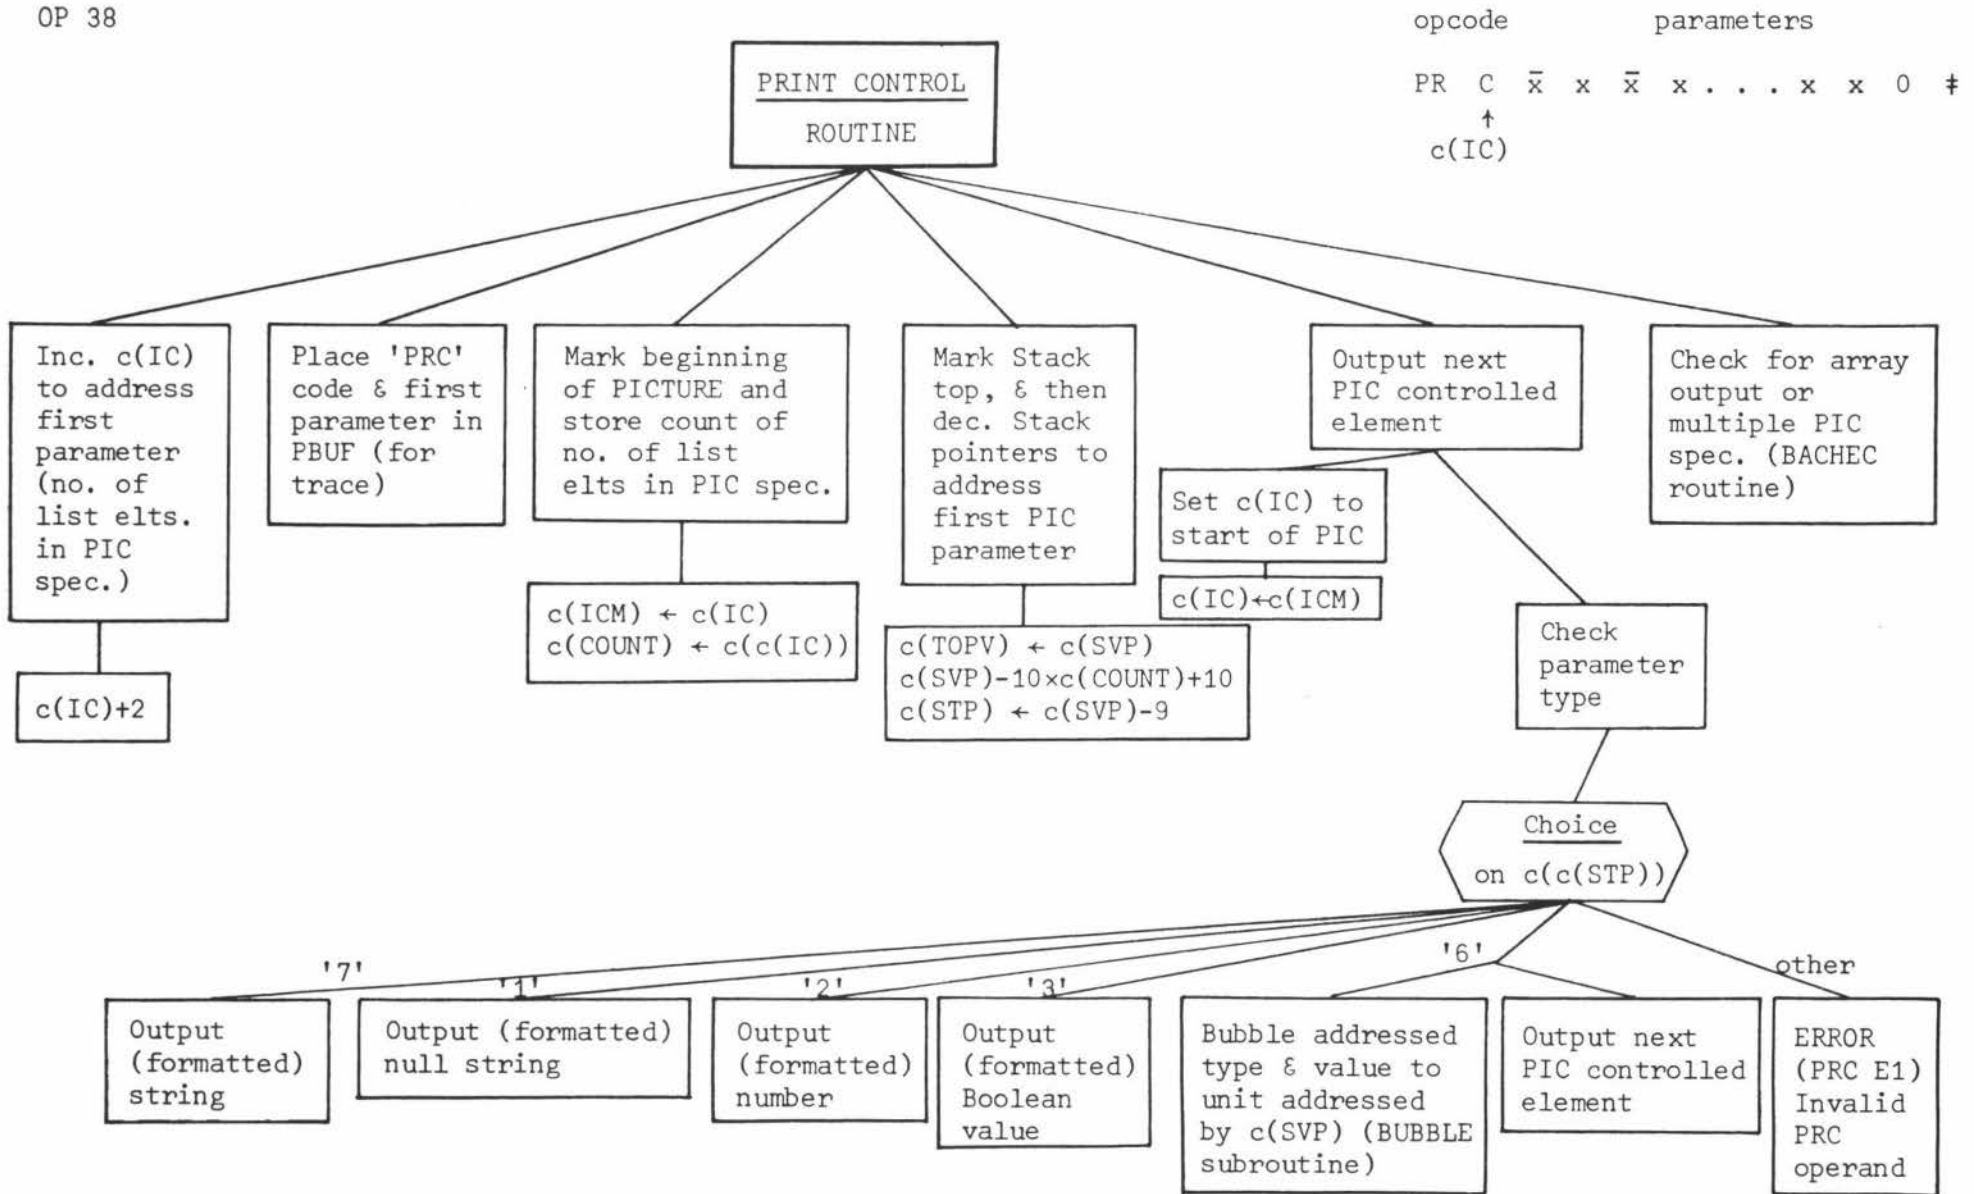 OP 38
opcode parameters
PR C x̄ x x̄ x . . . x x 0 ‡
↑
c(IC)
PRINT CONTROL
ROUTINE
Inc. c(IC)
to address
first
parameter
(no. of
list elts.
in PIC
spec.)
c(IC)+2
Place 'PRC'
code & first
parameter in
PBUF (for
trace)
Mark beginning
of PICTURE and
store count of
no. of list
elts in PIC spec.
c(ICM) ← c(IC)
c(COUNT) ← c(c(IC))
Mark Stack
top, & then
dec. Stack
pointers to
address
first PIC
parameter
c(TOPV) ← c(SVP)
c(SVP)-10×c(COUNT)+10
c(STP) ← c(SVP)-9
Output next
PIC controlled
element
Set c(IC) to
start of PIC
c(IC)←c(ICM)
Check
parameter
type
Check for array
output or
multiple PIC
spec. (BACHEC
routine)
Choice
on c(c(STP))
'7'
Output
(formatted)
string
'1'
Output (formatted)
null string
'2'
Output
(formatted)
number
'3'
Output
(formatted)
Boolean
value
'6'
Bubble addressed
type & value to
unit addressed
by c(SVP) (BUBBLE
subroutine)
Output next
PIC controlled
element
other
ERROR
(PRC E1)
Invalid
PRC
operand